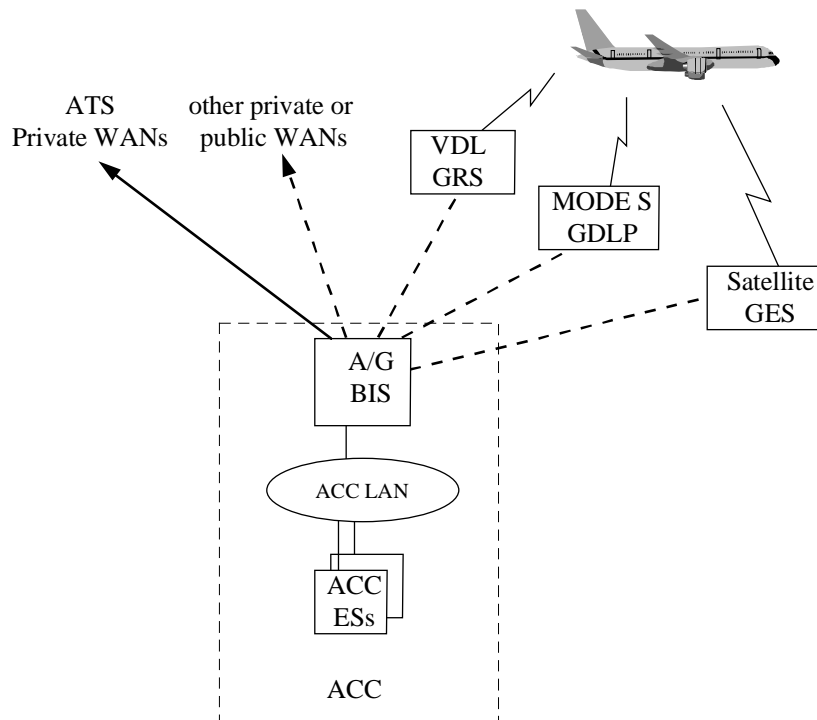 ATS
Private WANs
other private or
public WANs
VDL
GRS
MODE S
GDLP
Satellite
GES
A/G
BIS
ACC LAN
ACC
ESs
ACC